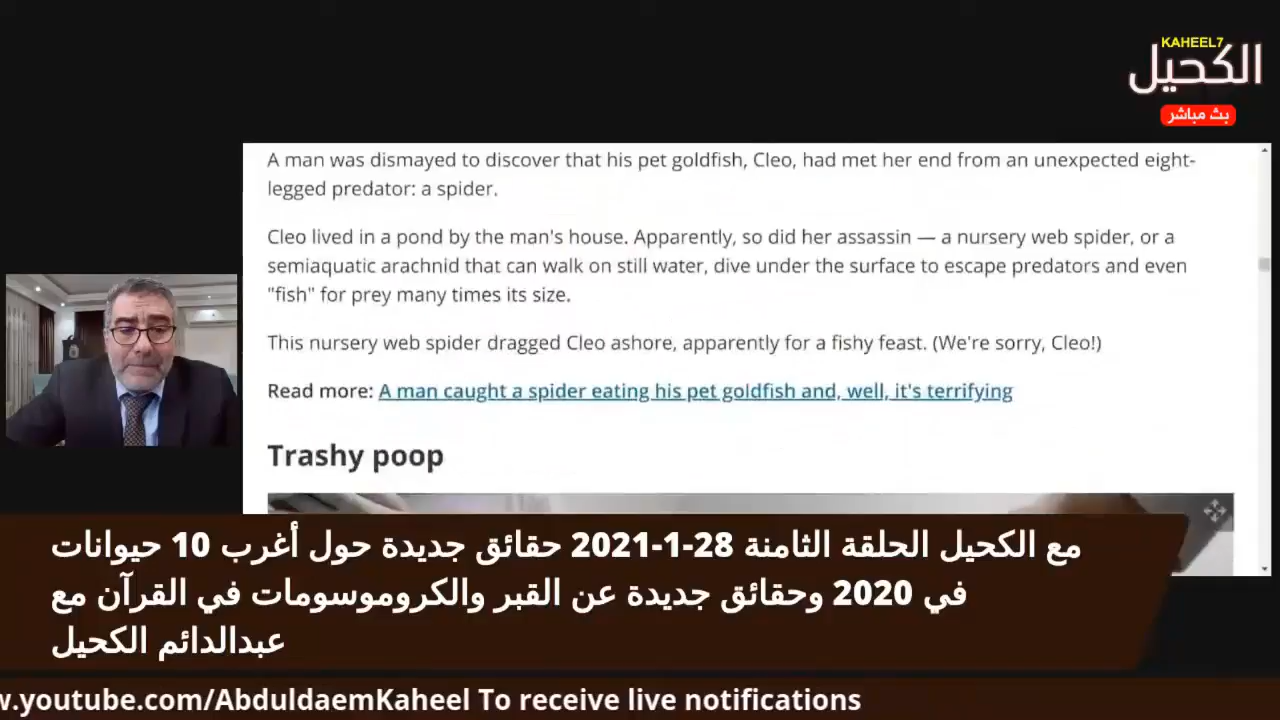 KAHEEL7
الكحيل
بث مباشر
A man was dismayed to discover that his pet goldfish, Cleo, had met her end from an unexpected eight-
legged predator: a spider.
Cleo lived in a pond by the man's house. Apparently, so did her assassin — a nursery web spider, or a
semiaquatic arachnid that can walk on still water, dive under the surface to escape predators and even
"fish" for prey many times its size.
This nursery web spider dragged Cleo ashore, apparently for a fishy feast. (We're sorry, Cleo!)
Read more: A man caught a spider eating his pet goldfish and, well, it's terrifying
Trashy poop
مع الكحيل الحلقة الثامنة 28-1-2021 حقائق جديدة حول أغرب 10 حيوانات
في 2020 وحقائق جديدة عن القبر والكروموسومات في القرآن مع
عبدالدائم الكحيل
w.youtube.com/AbduldaemKaheel To receive live notifications